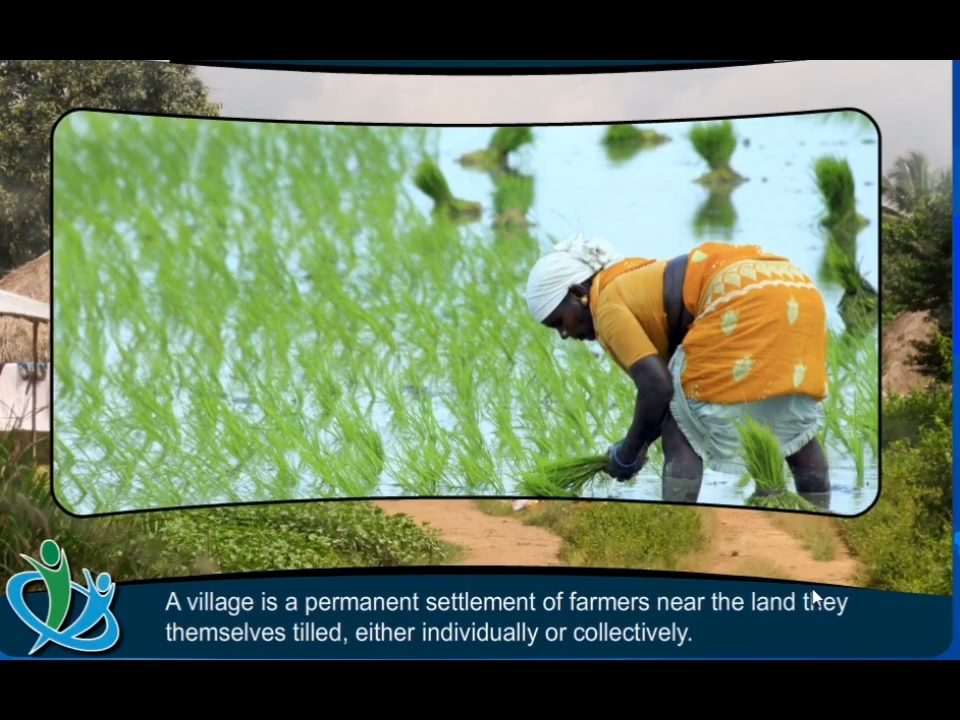 A village is a permanent settlement of farmers near the land they
themselves tilled, either individually or collectively.